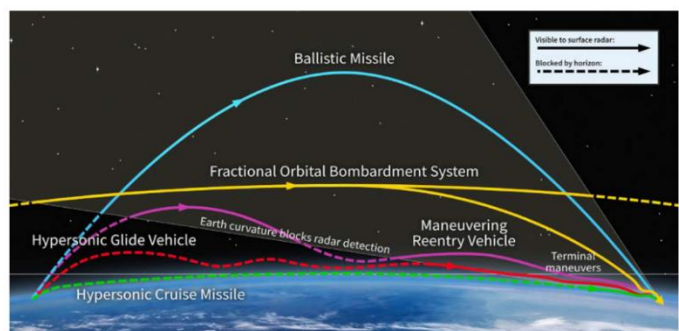 Visible to surface radar:
Blocked by horizon:
Ballistic Missile
Fractional Orbital Bombardment System
Earth curvature blocks radar detection
Maneuvering
Reentry Vehicle
Hypersonic Glide Vehicle
Terminal
maneuvers
Hypersonic Cruise Missile